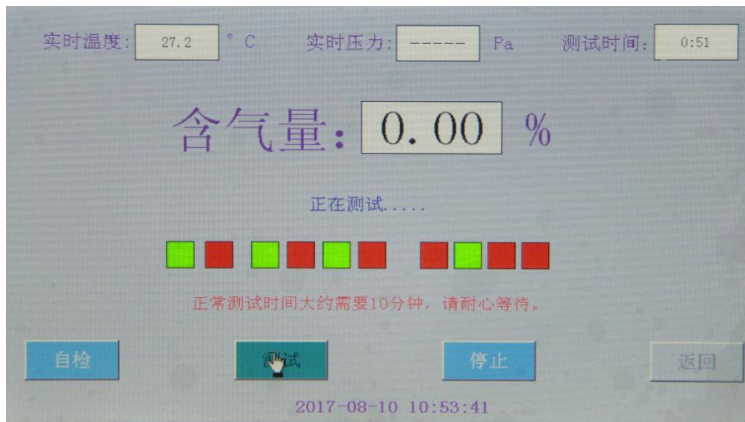 实时温度: 27.2 °C 实时压力: ----- Pa 测试时间: 0:51
含气量: 0.00 %
正在测试.....
正常测试时间大约需要10分钟，请耐心等待。
自检 测试 停止 返回
2017-08-10 10:53:41